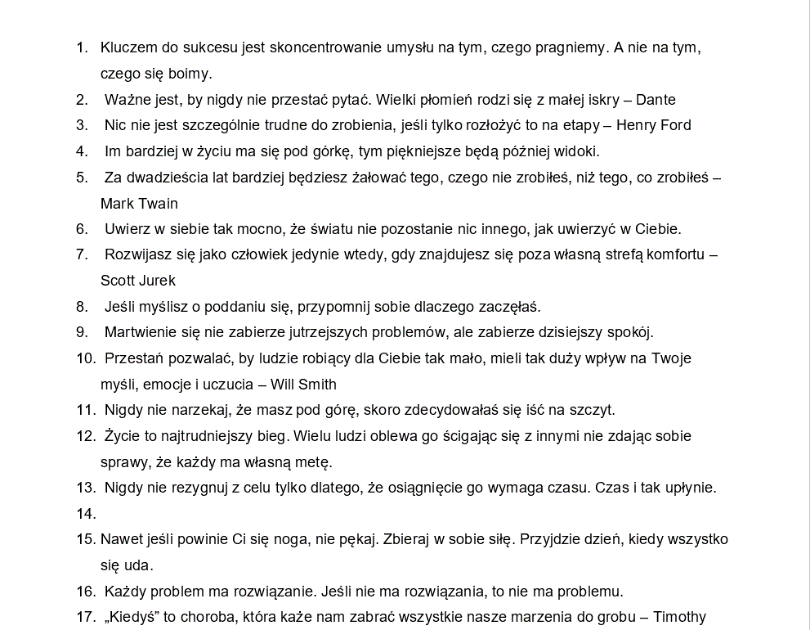 1. Kluczem do sukcesu jest skoncentrowanie umysłu na tym, czego pragniemy. A nie na tym,
czego się boimy.
2. Ważne jest, by nigdy nie przestać pytać. Wielki płomień rodzi się z małej iskry – Dante
3. Nic nie jest szczególnie trudne do zrobienia, jeśli tylko rozłożyć to na etapy – Henry Ford
4. Im bardziej w życiu ma się pod górkę, tym piękniejsze będą później widoki.
5. Za dwadzieścia lat bardziej będziesz żałować tego, czego nie zrobiłeś, niż tego, co zrobiłeś –
Mark Twain
6. Uwierz w siebie tak mocno, że światu nie pozostanie nic innego, jak uwierzyć w Ciebie.
7. Rozwijasz się jako człowiek jedynie wtedy, gdy znajdujesz się poza własną strefą komfortu –
Scott Jurek
8. Jeśli myślisz o poddaniu się, przypomnij sobie dlaczego zaczęłaś.
9. Martwienie się nie zabierze jutrzejszych problemów, ale zabierze dzisiejszy spokój.
10. Przestań pozwalać, by ludzie robiący dla Ciebie tak mało, mieli tak duży wpływ na Twoje
myśli, emocje i uczucia – Will Smith
11. Nigdy nie narzekaj, że masz pod górę, skoro zdecydowałaś się iść na szczyt.
12. Życie to najtrudniejszy bieg. Wielu ludzi oblewa go ścigając się z innymi nie zdając sobie
sprawy, że każdy ma własną metę.
13. Nigdy nie rezygnuj z celu tylko dlatego, że osiągnięcie go wymaga czasu. Czas i tak upłynie.
14.
15. Nawet jeśli powinie Ci się noga, nie pękaj. Zbieraj w sobie siłę. Przyjdzie dzień, kiedy wszystko
się uda.
16. Każdy problem ma rozwiązanie. Jeśli nie ma rozwiązania, to nie ma problemu.
17. „Kiedyś” to choroba, która każe nam zabrać wszystkie nasze marzenia do grobu – Timothy